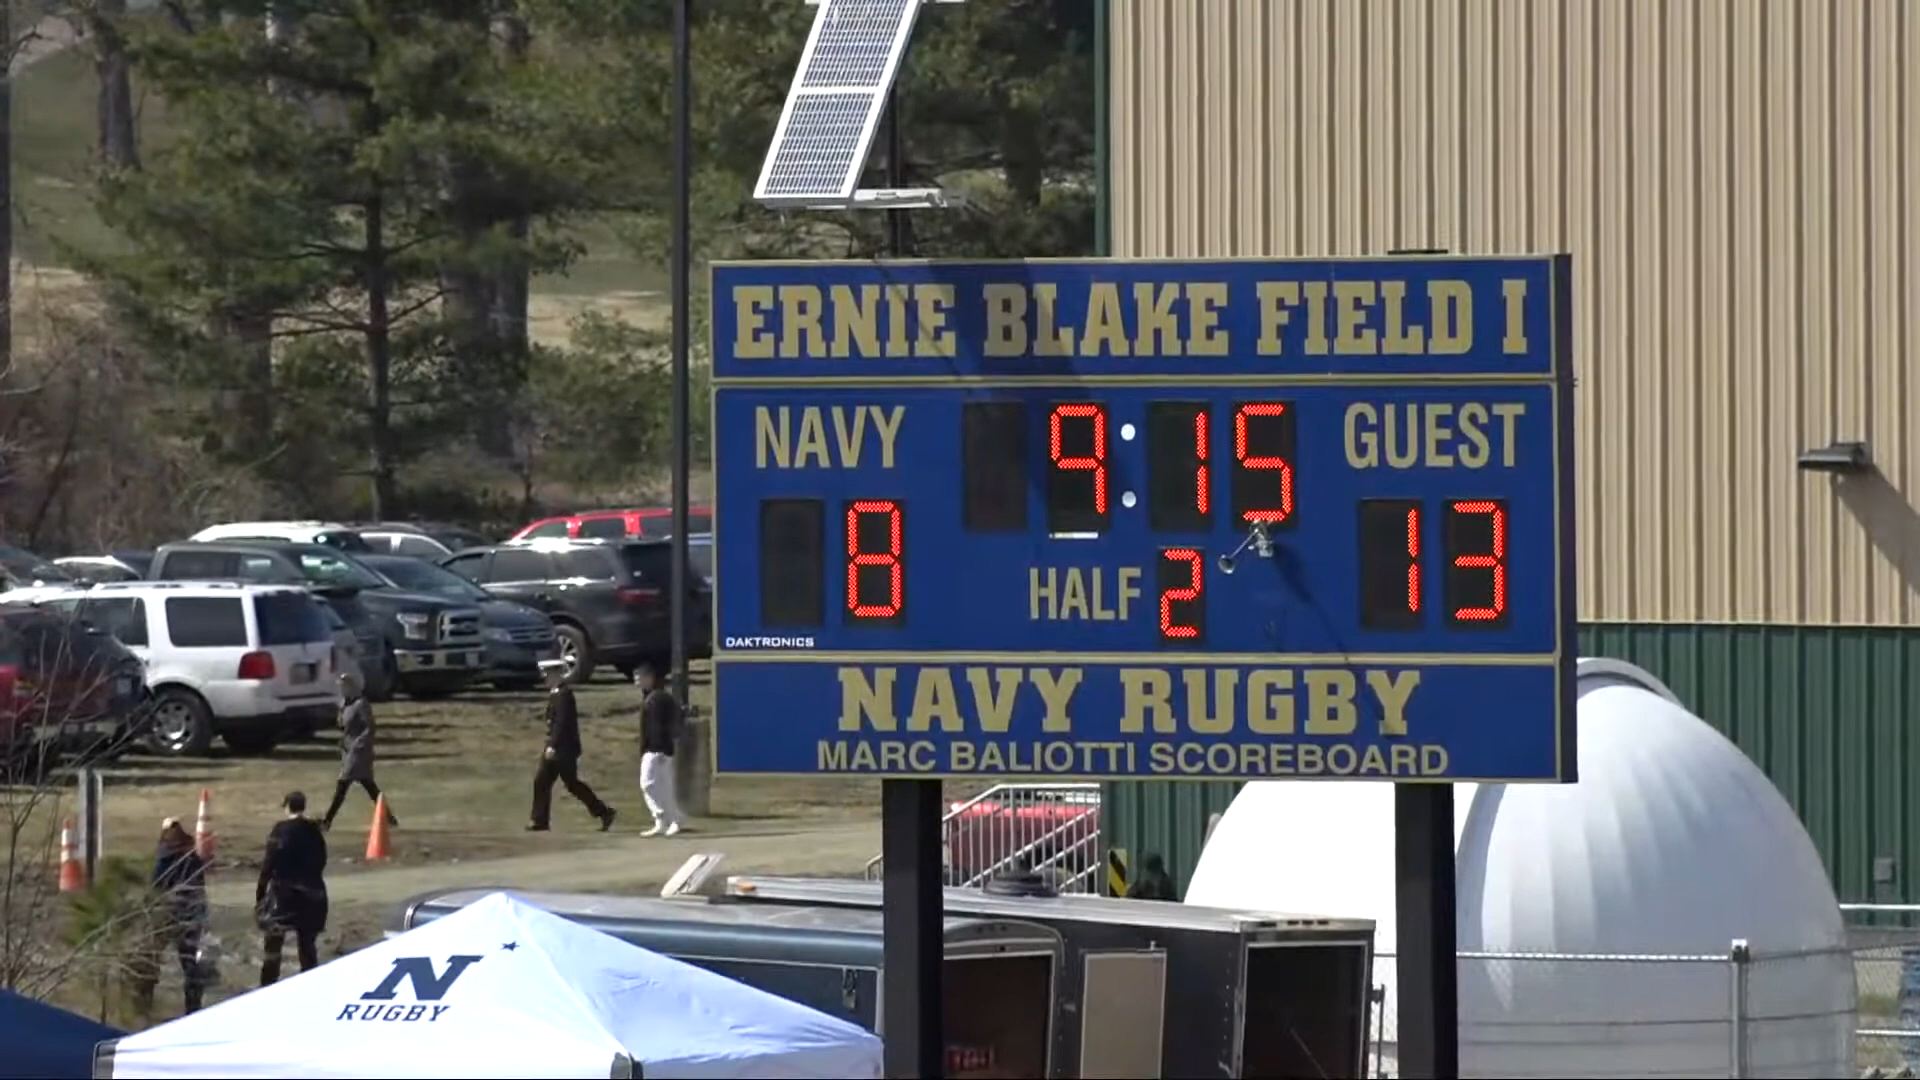 ERNIE BLAKE FIELD I
NAVY 9:15 GUEST
8 HALF 2 13
DAKTRONICS
NAVY RUGBY
MARC BALIOTTI SCOREBOARD
N
RUGBY